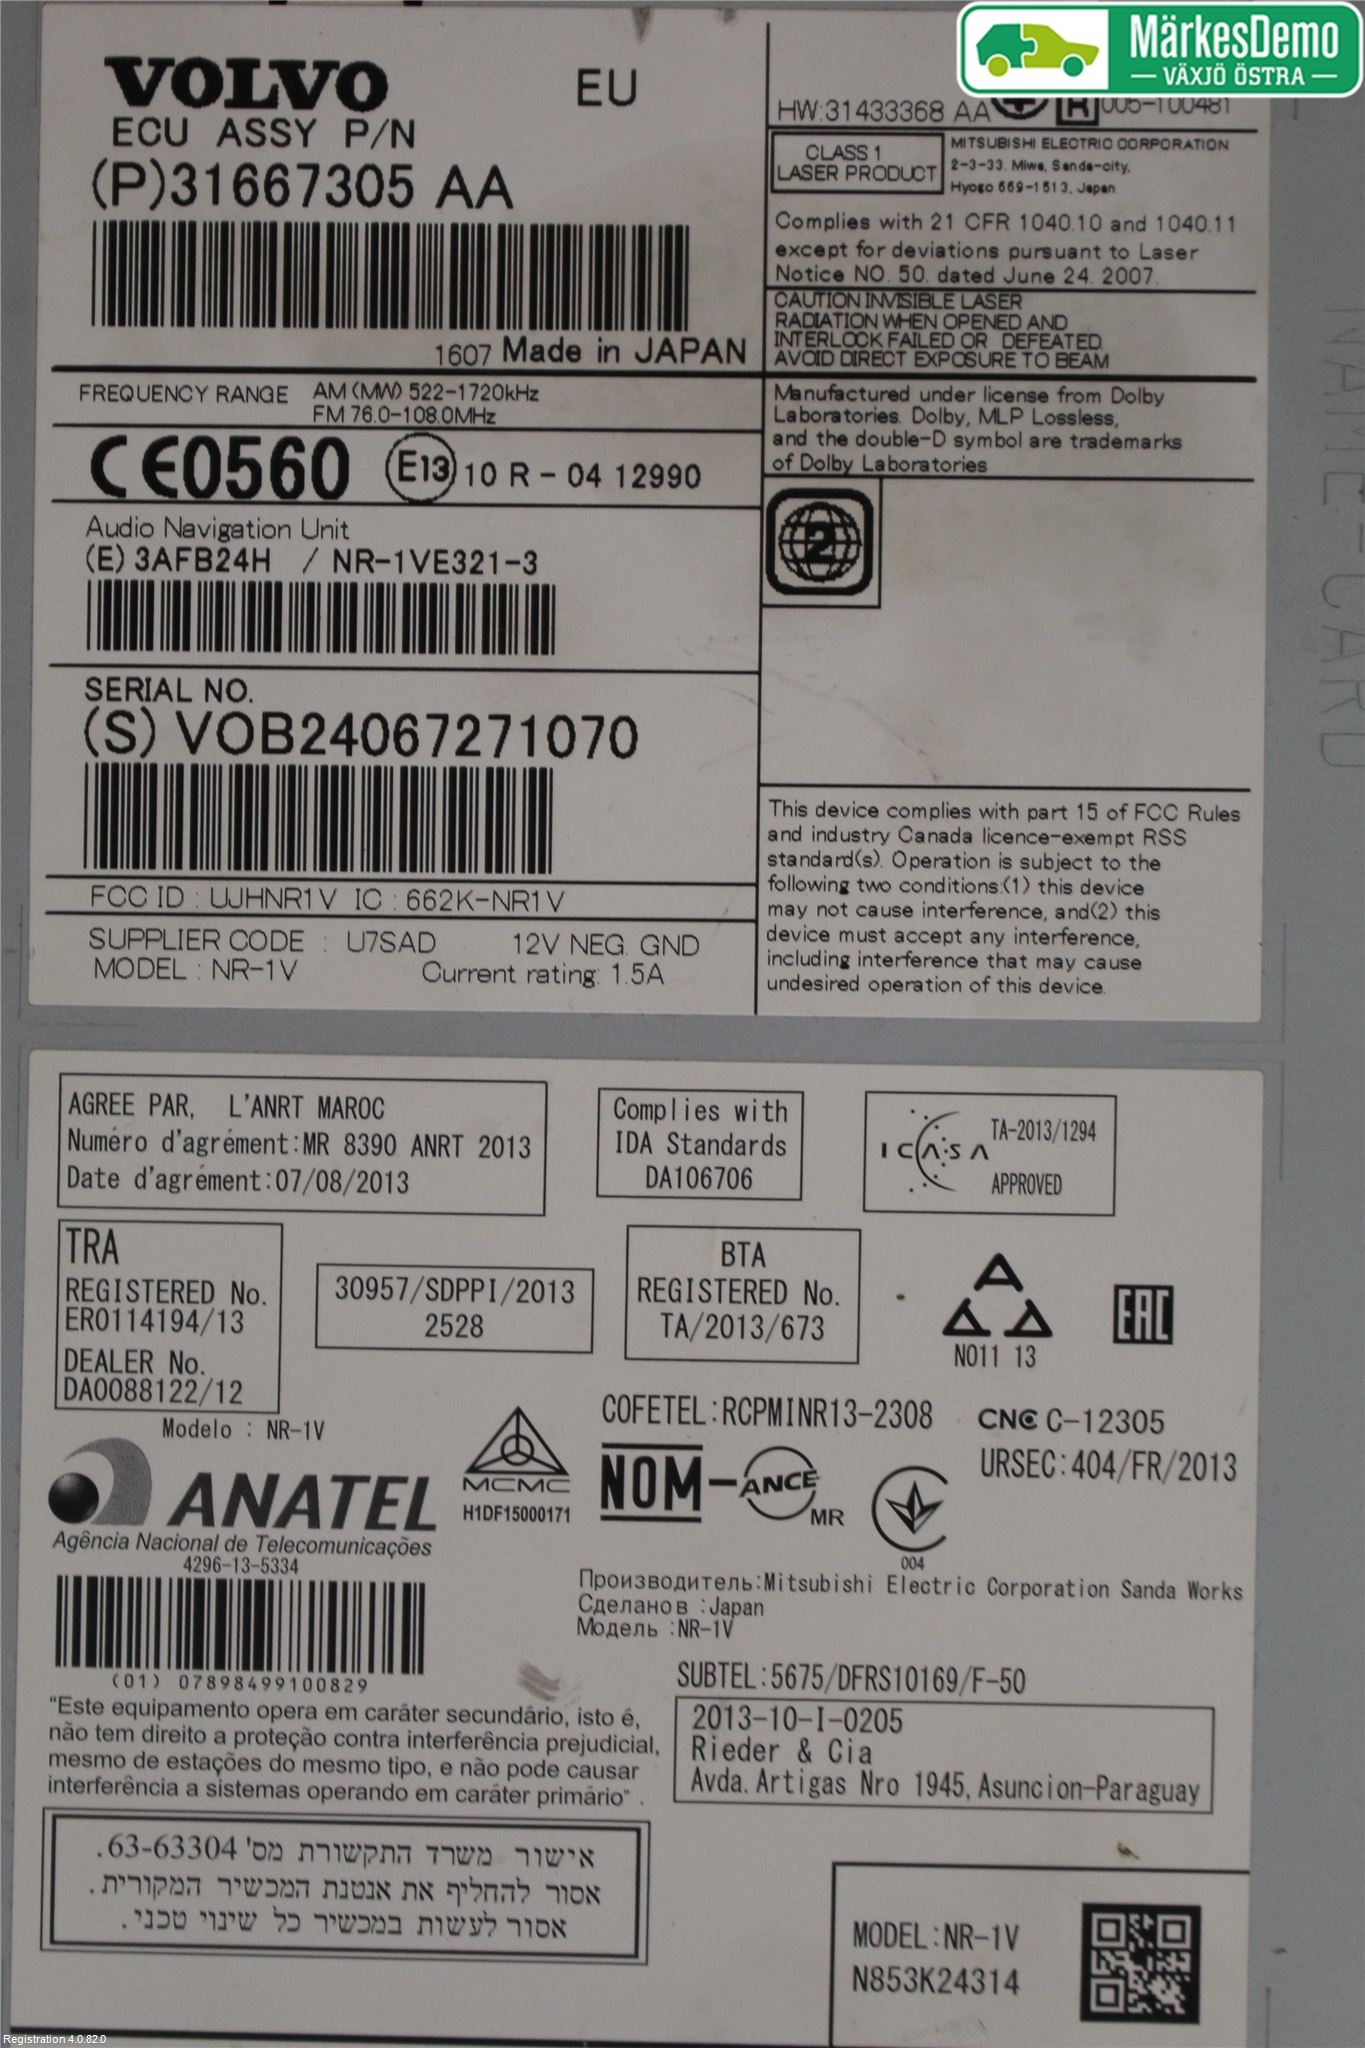 MärkesDemo
VÄXJÖ ÖSTRA
VOLVO EU
ECU ASSY P/N
(P)31667305 AA
1607 Made in JAPAN
FREQUENCY RANGE AM (MW) 522-1720kHz
FM 76.0-108.0MHz
CE0560 E13 10 R - 04 12990
Audio Navigation Unit
(E) 3AFB24H / NR-1VE321-3
SERIAL NO.
(S) VOB24067271070
FCC ID : UJHNR1V IC : 662K-NR1V
SUPPLIER CODE : U7SAD 12V NEG. GND
MODEL : NR-1V Current rating: 1.5A
HW:31433368 AA R 005-100481
CLASS 1
LASER PRODUCT
MITSUBISHI ELECTRIC CORPORATION
2-3-33. Miwa, Sanda-city,
Hyogo 669-1513, Japan
Complies with 21 CFR 1040.10 and 1040.11
except for deviations pursuant to Laser
Notice NO. 50. dated June 24. 2007.
CAUTION INVISIBLE LASER
RADIATION WHEN OPENED AND
INTERLOCK FAILED OR DEFEATED.
AVOID DIRECT EXPOSURE TO BEAM
Manufactured under license from Dolby
Laboratories. Dolby, MLP Lossless,
and the double-D symbol are trademarks
of Dolby Laboratories
2
This device complies with part 15 of FCC Rules
and industry Canada licence-exempt RSS
standard(s). Operation is subject to the
following two conditions:(1) this device
may not cause interference, and(2) this
device must accept any interference,
including interference that may cause
undesired operation of this device.
NAME-CARD
AGREE PAR, L'ANRT MAROC
Numéro d'agrément:MR 8390 ANRT 2013
Date d'agrément:07/08/2013
Complies with
IDA Standards
DA106706
ICASA TA-2013/1294
APPROVED
TRA
REGISTERED No.
ER0114194/13
DEALER No.
DA0088122/12
30957/SDPPI/2013
2528
BTA
REGISTERED No.
TA/2013/673
N011 13
EAC
Modelo : NR-1V
ANATEL
Agência Nacional de Telecomunicações
4296-13-5334
(01) 07898499100829
MCMC
H1DF15000171
COFETEL:RCPMINR13-2308
NOM-ANCE
MR
CNC C-12305
URSEC:404/FR/2013
004
Производитель:Mitsubishi Electric Corporation Sanda Works
Сделанов :Japan
Модель :NR-1V
"Este equipamento opera em caráter secundário, isto é,
não tem direito a proteção contra interferência prejudicial,
mesmo de estações do mesmo tipo, e não pode causar
interferência a sistemas operando em caráter primário" .
SUBTEL:5675/DFRS10169/F-50
2013-10-I-0205
Rieder & Cia
Avda. Artigas Nro 1945, Asuncion-Paraguay
אישור משרד התקשורת מס' 63-63304.
אסור להחליף את אנטנת המכשיר המקורית.
אסור לעשות במכשיר כל שינוי טכני.
MODEL:NR-1V
N853K24314
Registration 4.0.82.0